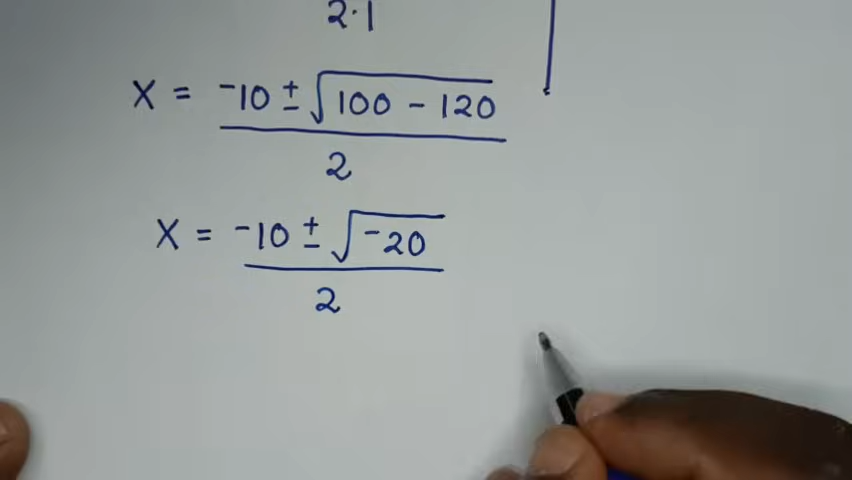 2·1
X = -10 ± √100 - 120
2
X = -10 ± √-20
2